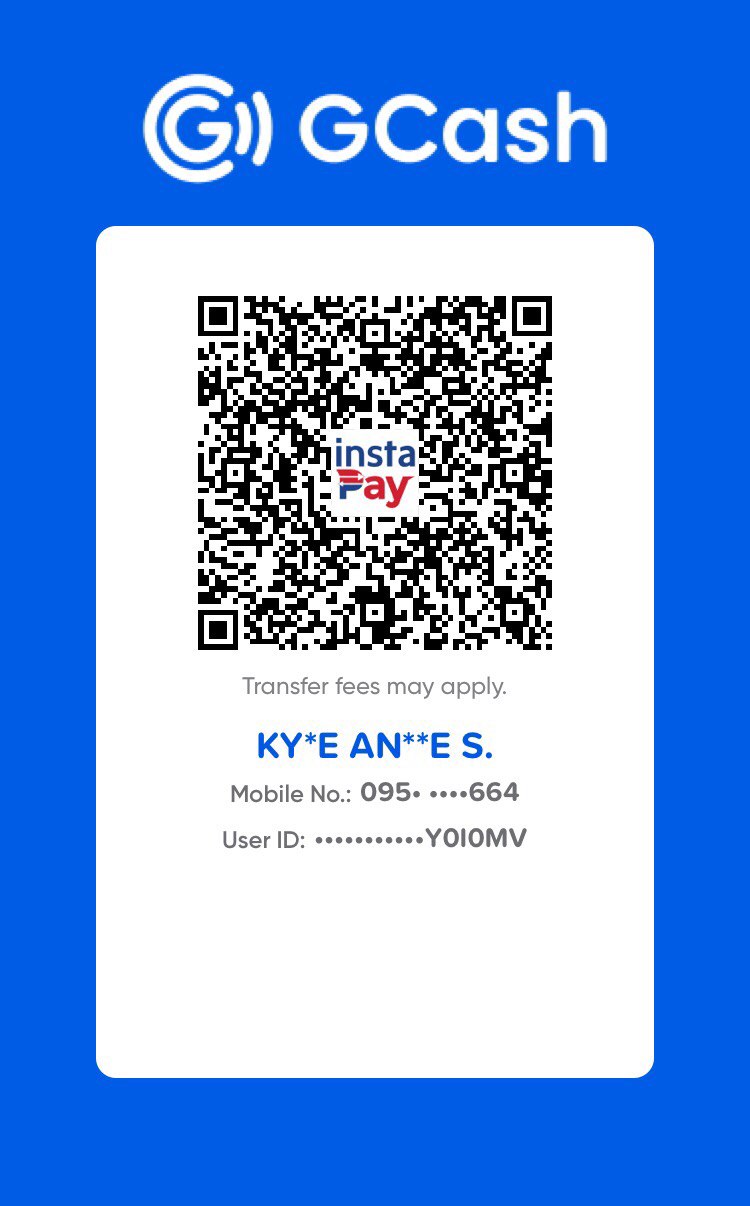 GCash
insta
Pay
Transfer fees may apply.
KY*E AN**E S.
Mobile No.: 095• ••••664
User ID: •••••••••••Y0I0MV